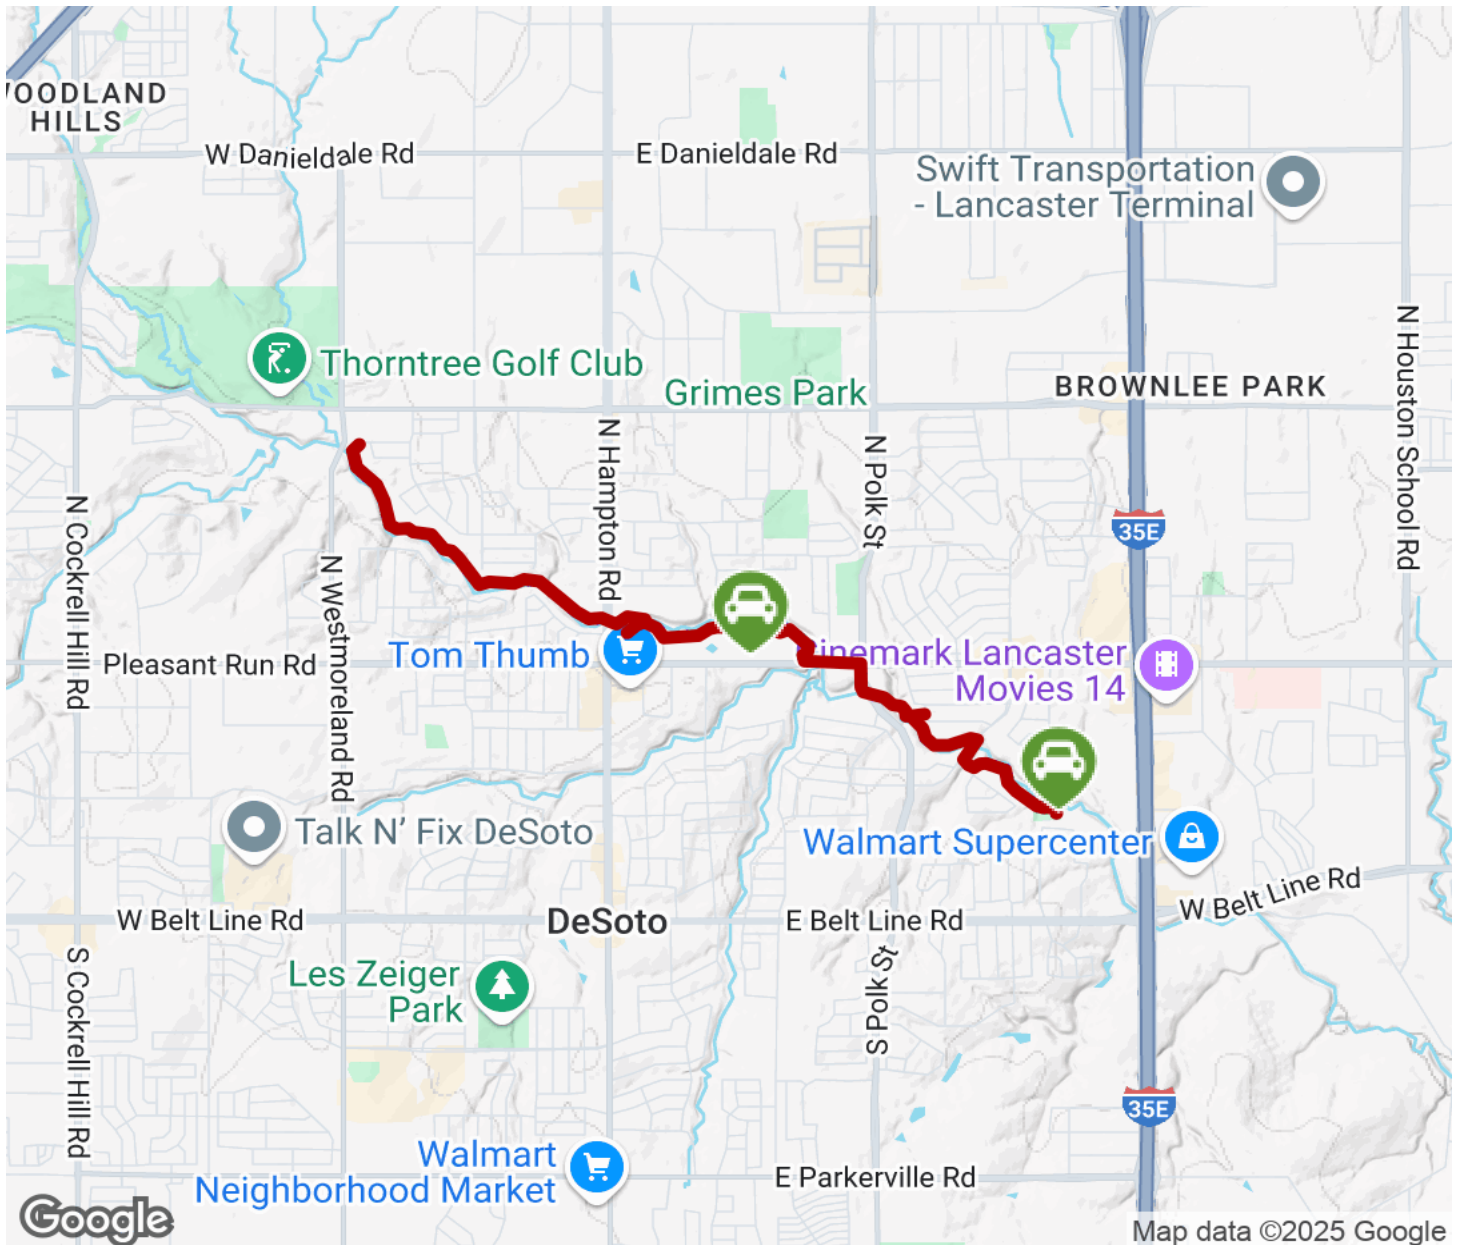 WOODLAND
HILLS
W Danieldale Rd
E Danieldale Rd
Swift Transportation
- Lancaster Terminal
Thorntree Golf Club
Grimes Park
BROWNLEE PARK
N Houston School Rd
N Hampton Rd
N Polk St
N Cockrell Hill Rd
35E
N Westmoreland Rd
Pleasant Run Rd
Tom Thumb
inemark Lancaster
Movies 14
Talk N' Fix DeSoto
Walmart Supercenter
W Belt Line Rd
DeSoto
E Belt Line Rd
W Belt Line Rd
S Cockrell Hill Rd
Les Zeiger
Park
S Polk St
35E
Walmart
Neighborhood Market
E Parkerville Rd
Google
Map data ©2025 Google